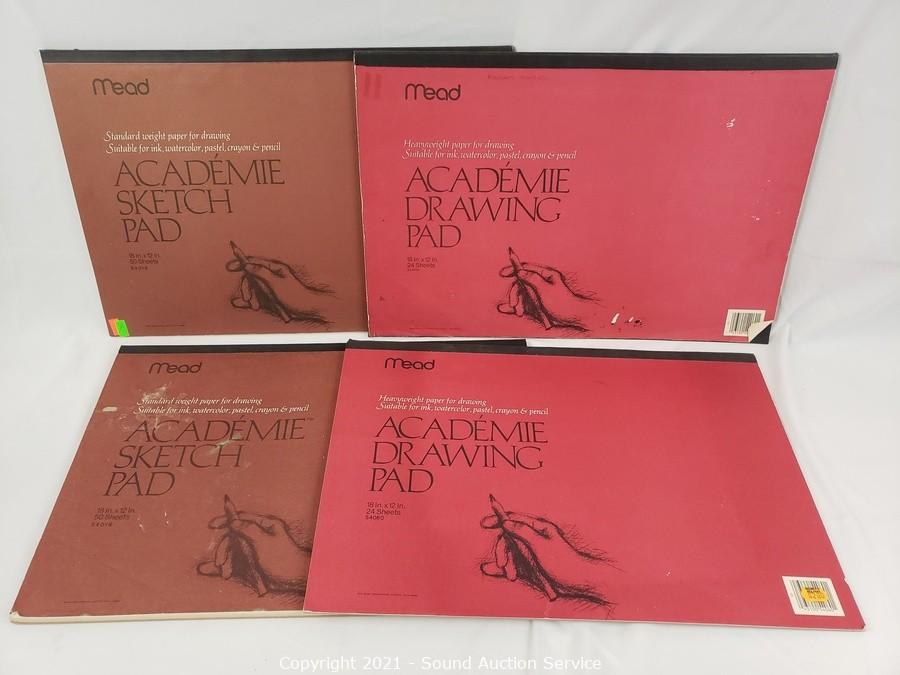 Mead
Standard weight paper for drawing
Suitable for ink, watercolor, pastel, crayon & pencil
ACADÉMIE
SKETCH
PAD
18 in. x 12 in.
50 Sheets
54018
Mead
Heavyweight paper for drawing
Suitable for ink, watercolor, pastel, crayon & pencil
ACADÉMIE
DRAWING
PAD
18 in. x 12 in.
24 Sheets
Mead
Standard weight paper for drawing
Suitable for ink, watercolor, pastel, crayon & pencil
ACADÉMIE™
SKETCH
PAD
18 in. x 12 in.
50 Sheets
54018
Mead
Heavyweight paper for drawing
Suitable for ink, watercolor, pastel, crayon & pencil
ACADÉMIE
DRAWING
PAD
18 in. x 12 in.
24 Sheets
54060
Copyright 2021 - Sound Auction Service